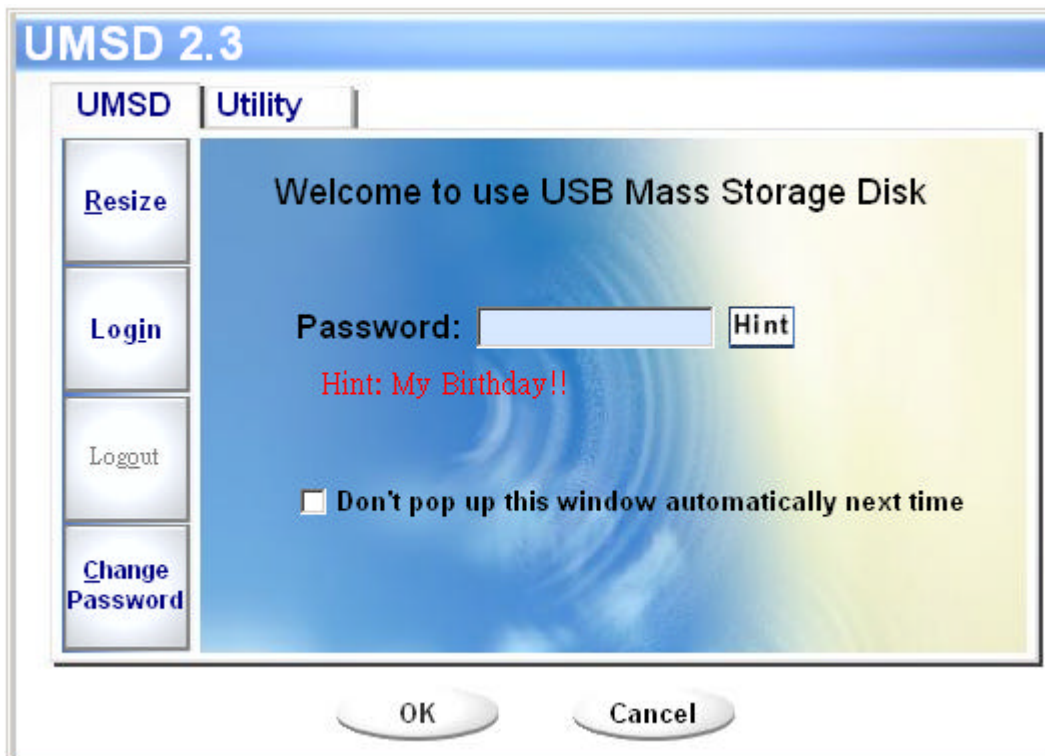 UMSD 2.3
UMSD Utility
Resize
Login
Logout
Change
Password
Welcome to use USB Mass Storage Disk
Password: Hint
Hint: My Birthday!!
Don't pop up this window automatically next time
OK Cancel